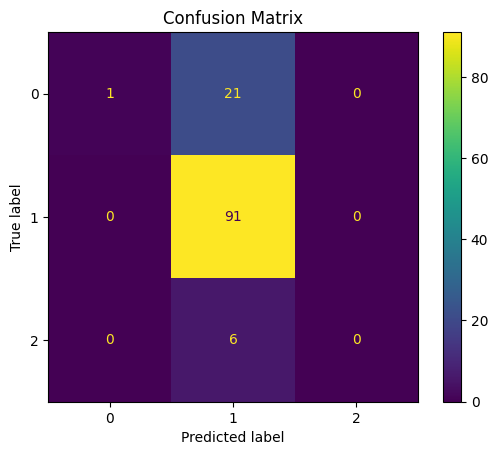 Confusion Matrix
0 1 21 0
1 0 91 0
2 0 6 0
0 1 2
Predicted label
True label
80
60
40
20
0